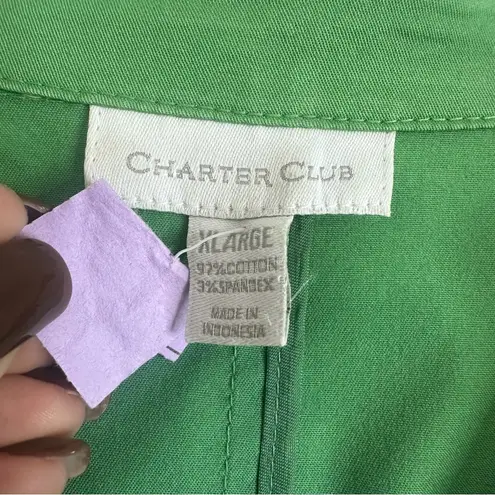 CHARTER CLUB
XLARGE
97%COTTON
3%SPANDEX
MADE IN
INDONESIA